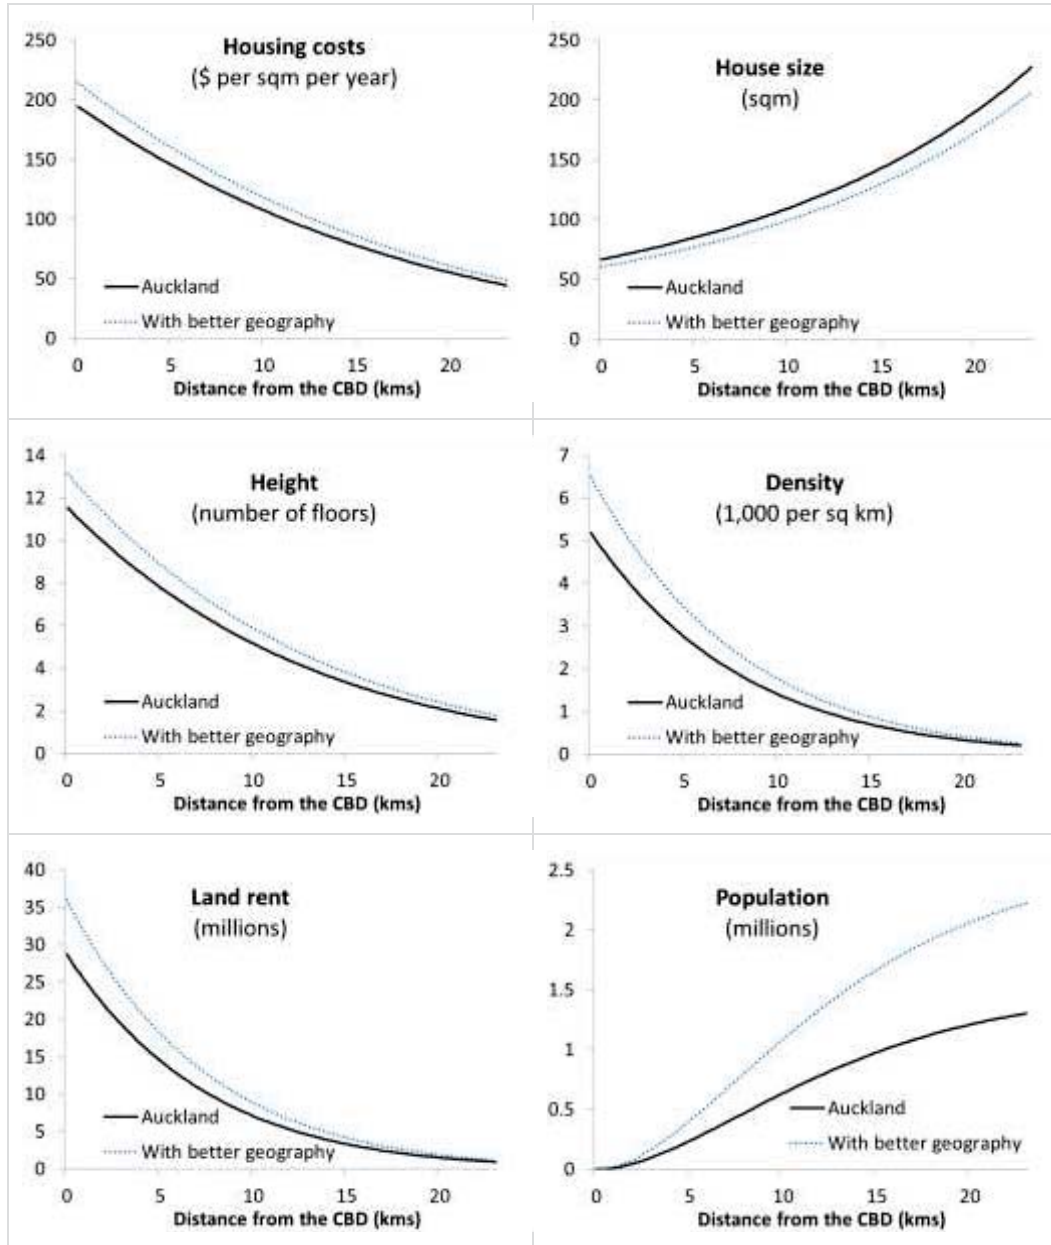 Housing costs
($ per sqm per year)
250
200
150
100
50
0
Auckland
With better geography
0 5 10 15 20
Distance from the CBD (kms)
House size
(sqm)
250
200
150
100
50
0
Auckland
With better geography
0 5 10 15 20
Distance from the CBD (kms)
Height
(number of floors)
14
12
10
8
6
4
2
0
Auckland
With better geography
0 5 10 15 20
Distance from the CBD (kms)
Density
(1,000 per sq km)
7
6
5
4
3
2
1
0
Auckland
With better geography
0 5 10 15 20
Distance from the CBD (kms)
Land rent
(millions)
40
35
30
25
20
15
10
5
0
Auckland
With better geography
0 5 10 15 20
Distance from the CBD (kms)
Population
(millions)
2.5
2
1.5
1
0.5
0
Auckland
With better geography
0 5 10 15 20
Distance from the CBD (kms)